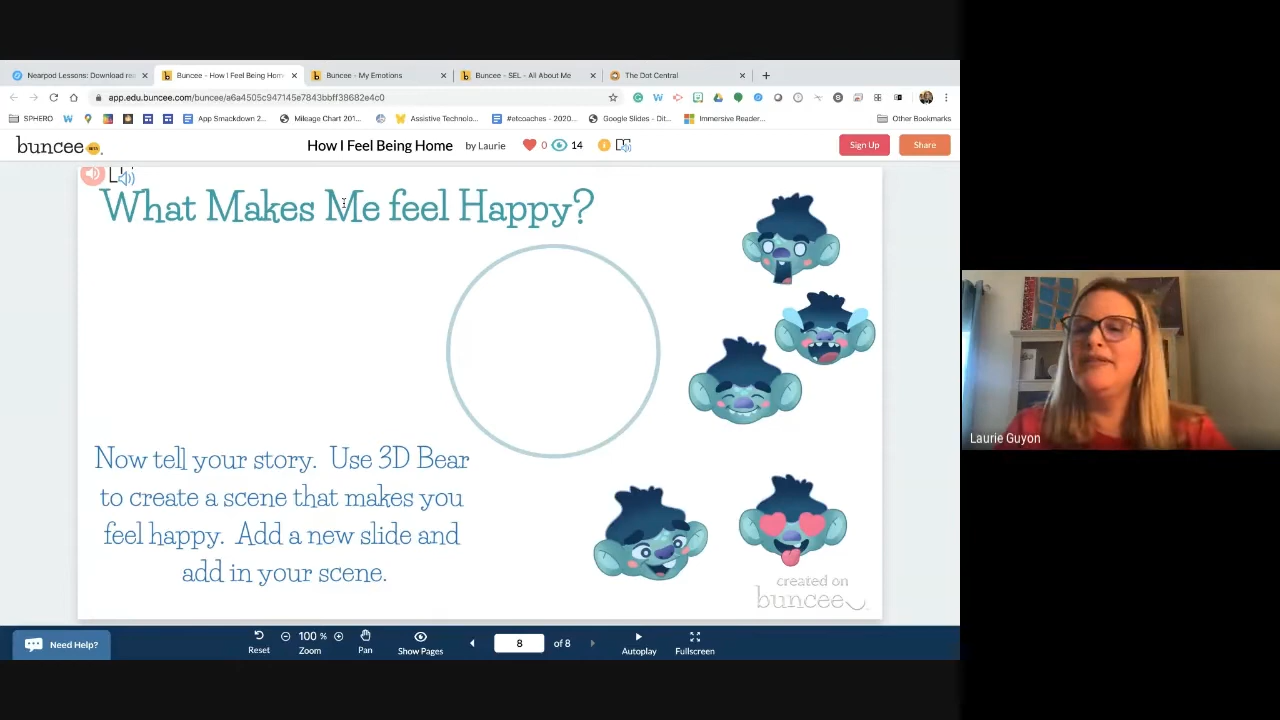 Nearpod Lessons: Download rea
Buncee - How I Feel Being Hom
Buncee - My Emotions
Buncee - SEL - All About Me
The Dot Central
app.edu.buncee.com/buncee/a6a4505c947145e7843bbff38682e4c0
SPHERO
App Smackdown 2...
Mileage Chart 201...
Assistive Technolo...
#etcoaches - 2020...
Google Slides - Dit...
Immersive Reader...
Other Bookmarks
buncee BETA
How I Feel Being Home by Laurie 0 14
Sign Up
Share
What Makes Me feel Happy?
Now tell your story. Use 3D Bear
to create a scene that makes you
feel happy. Add a new slide and
add in your scene.
created on
buncee
Laurie Guyon
Need Help?
Reset
100 %
Zoom
Pan
Show Pages
8 of 8
Autoplay
Fullscreen